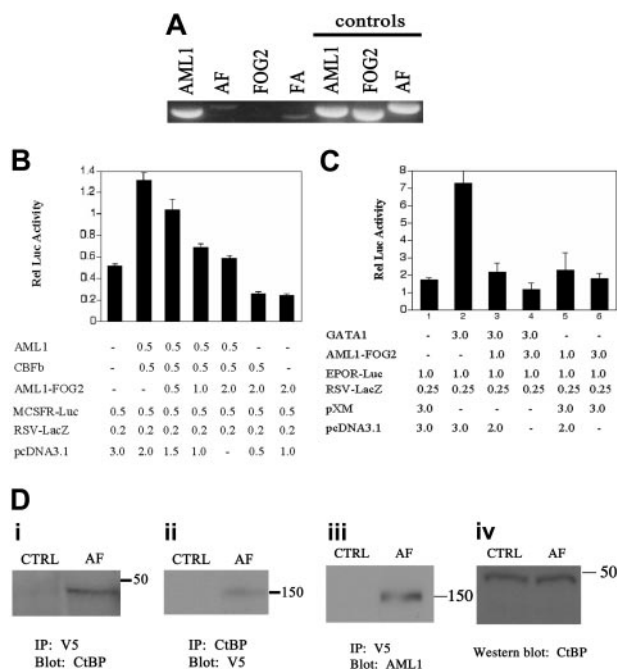 A
controls
AML1 AF FOG2 FA AML1 FOG2 AF
B
1.4
1.2
1
0.8
0.6
0.4
0.2
0
Rel Luc Activity
AML1 - 0.5 0.5 0.5 0.5 - -
CBFb - 0.5 0.5 0.5 0.5 0.5 -
AML1-FOG2 - - 0.5 1.0 2.0 2.0 2.0
MCSFR-Luc 0.5 0.5 0.5 0.5 0.5 0.5 0.5
RSV-LacZ 0.2 0.2 0.2 0.2 0.2 0.2 0.2
pcDNA3.1 3.0 2.0 1.5 1.0 - 0.5 1.0
C
8
7
6
5
4
3
2
1
0
Rel Luc Activity
1 2 3 4 5 6
GATA1 - 3.0 3.0 3.0 - -
AML1-FOG2 - - 1.0 3.0 1.0 3.0
EPOR-Luc 1.0 1.0 1.0 1.0 1.0 1.0
RSV-LacZ 0.25 0.25 0.25 0.25 0.25 0.25
pXM 3.0 - - - 3.0 3.0
pcDNA3.1 3.0 3.0 2.0 - 2.0 -
D
i
CTRL AF
50
IP: V5
Blot: CtBP
ii
CTRL AF
150
IP: CtBP
Blot: V5
iii
CTRL AF
150
IP: V5
Blot: AML1
iv
CTRL AF
50
Western blot: CtBP